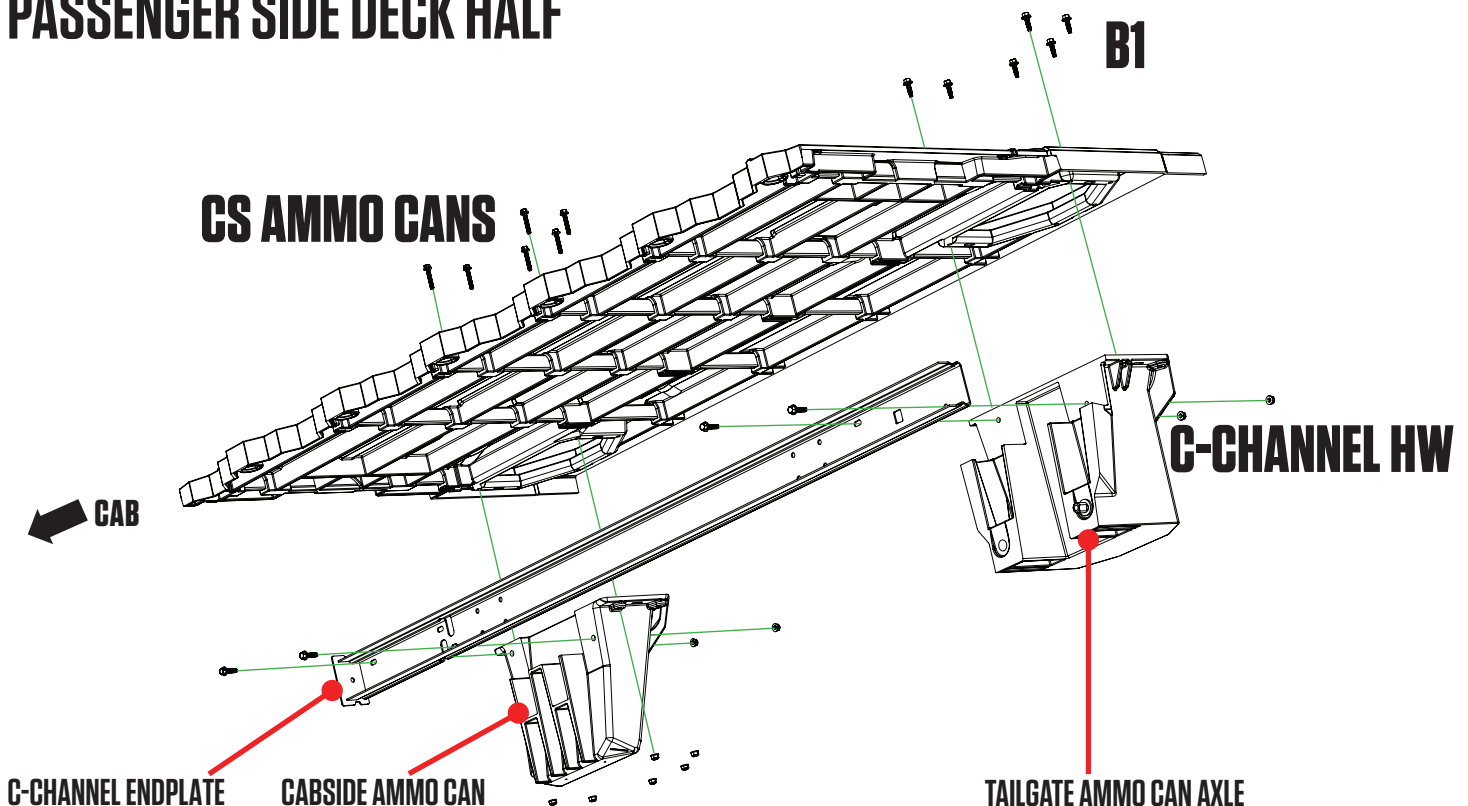 PASSENGER SIDE DECK HALF
B1
CS AMMO CANS
C-CHANNEL HW
CAB
C-CHANNEL ENDPLATE
CABSIDE AMMO CAN
TAILGATE AMMO CAN AXLE